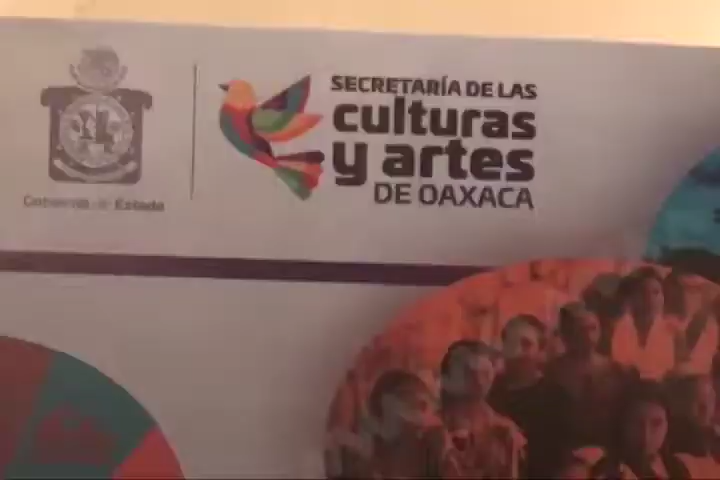 Gobierno del Estado
SECRETARÍA DE LAS
culturas
y artes
DE OAXACA